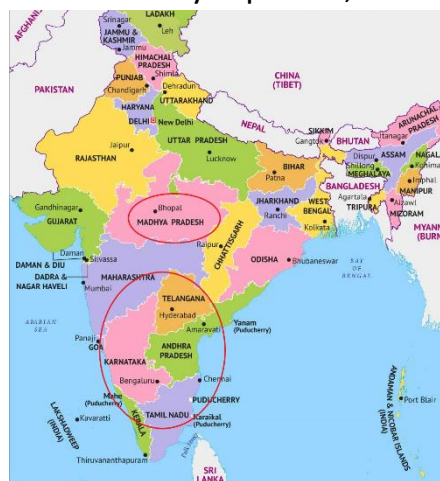 LADAKH
Srinagar
Leh
JAMMU &
KASHMIR
Jammu
HIMACHAL
PRADESH
Shimla
PUNJAB
Chandigarh
Dehradun
UTTARAKHAND
CHINA
(TIBET)
PAKISTAN
HARYANA
DELHI
New Delhi
NEPAL
SIKKIM
Gangtok
BHUTAN
ARUNACHAL
PRADESH
Itanagar
Jaipur
RAJASTHAN
UTTAR PRADESH
Lucknow
BIHAR
Patna
Dispur
ASSAM
Shillong
MEGHALAYA
Kohima
Imphal
MANIPUR
BANGLADESH
Agartala
TRIPURA
Aizawl
MIZORAM
Gandhinagar
GUJARAT
Bhopal
MADHYA PRADESH
JHARKHAND
Ranchi
WEST
BENGAL
Kolkata
Raipur
CHHATTISGARH
ODISHA
Bhubaneswar
Daman
Silvassa
DAMAN & DIU
DADRA &
NAGAR HAVELI
MAHARASHTRA
Mumbai
BAY
OF
BENGAL
TELANGANA
Hyderabad
Amaravati
Yanam
(Puducherry)
ARABIAN
SEA
Panaji
GOA
KARNATAKA
ANDHRA
PRADESH
Bengaluru
Chennai
PUDUCHERRY
Mahe
(Puducherry)
TAMIL NADU
Karaikal
(Puducherry)
Kavaratti
LAKSHADWEEP
(INDIA)
KERALA
Thiruvananthapuram
SRI
LANKA
Port Blair
ANDAMAN AND NICOBAR ISLANDS
(INDIA)